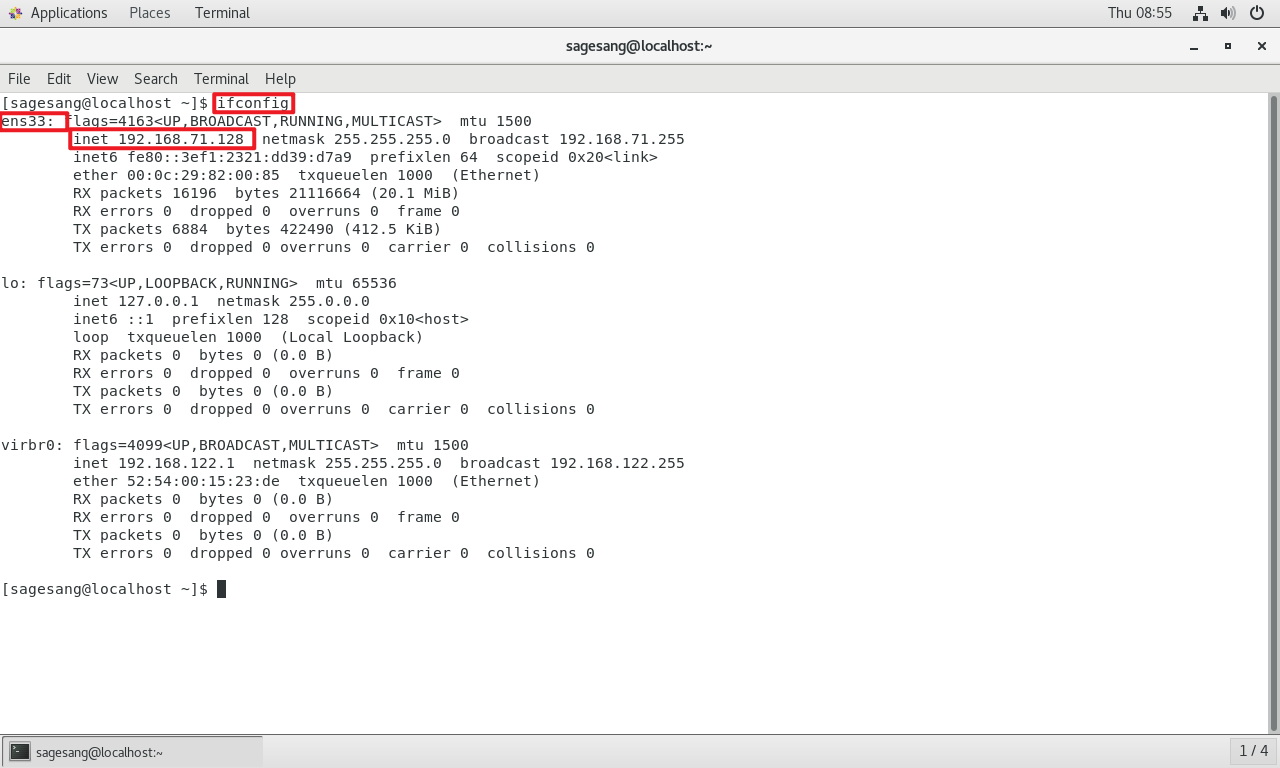 Applications Places Terminal Thu 08:55
sagesang@localhost:~
File Edit View Search Terminal Help
[sagesang@localhost ~]$ ifconfig
ens33: flags=4163<UP,BROADCAST,RUNNING,MULTICAST>  mtu 1500
        inet 192.168.71.128  netmask 255.255.255.0  broadcast 192.168.71.255
        inet6 fe80::3ef1:2321:dd39:d7a9  prefixlen 64  scopeid 0x20<link>
        ether 00:0c:29:82:00:85  txqueuelen 1000  (Ethernet)
        RX packets 16196  bytes 21116664 (20.1 MiB)
        RX errors 0  dropped 0  overruns 0  frame 0
        TX packets 6884  bytes 422490 (412.5 KiB)
        TX errors 0  dropped 0 overruns 0  carrier 0  collisions 0

lo: flags=73<UP,LOOPBACK,RUNNING>  mtu 65536
        inet 127.0.0.1  netmask 255.0.0.0
        inet6 ::1  prefixlen 128  scopeid 0x10<host>
        loop  txqueuelen 1000  (Local Loopback)
        RX packets 0  bytes 0 (0.0 B)
        RX errors 0  dropped 0  overruns 0  frame 0
        TX packets 0  bytes 0 (0.0 B)
        TX errors 0  dropped 0 overruns 0  carrier 0  collisions 0

virbr0: flags=4099<UP,BROADCAST,MULTICAST>  mtu 1500
        inet 192.168.122.1  netmask 255.255.255.0  broadcast 192.168.122.255
        ether 52:54:00:15:23:de  txqueuelen 1000  (Ethernet)
        RX packets 0  bytes 0 (0.0 B)
        RX errors 0  dropped 0  overruns 0  frame 0
        TX packets 0  bytes 0 (0.0 B)
        TX errors 0  dropped 0 overruns 0  carrier 0  collisions 0

[sagesang@localhost ~]$
sagesang@localhost:~ 1 / 4